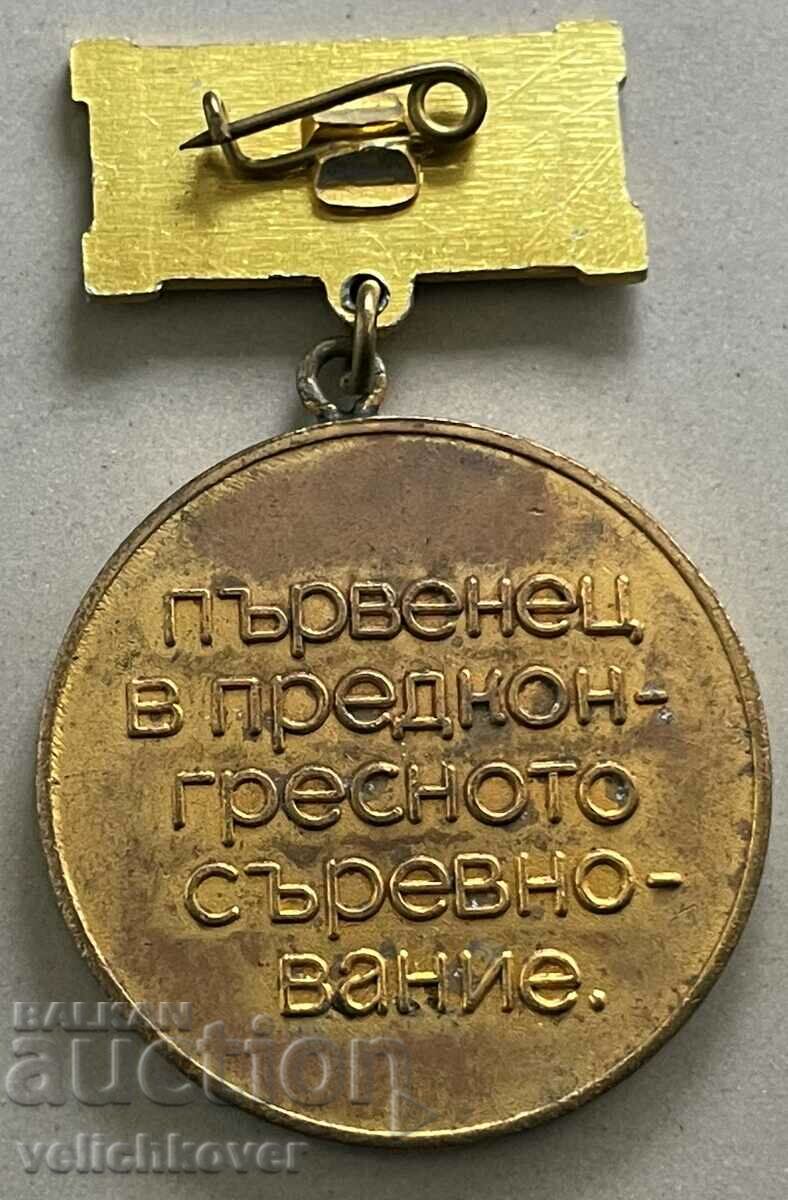 първенец
в предкон-
гресното
съревно-
вание.
BALKAN
auction
velichkover